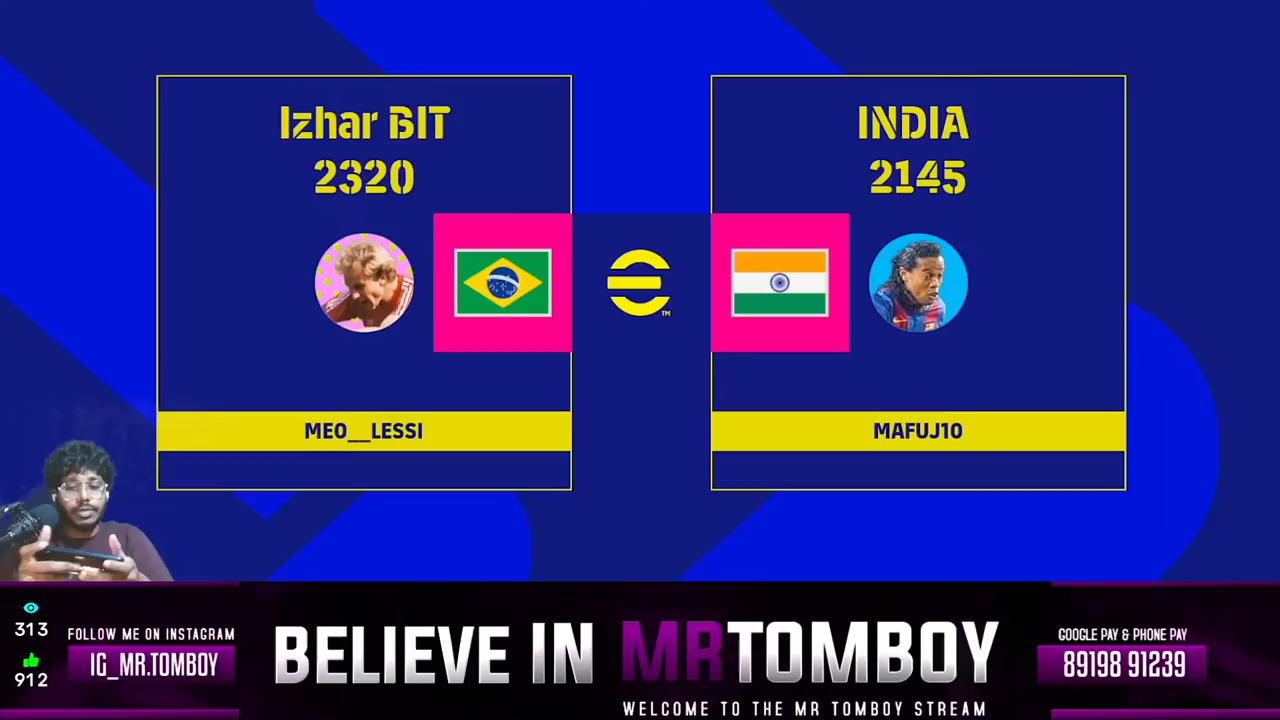 Izhar BIT
2320
INDIA
2145
TM
MEO__LESSI
MAFUJ10
313
912
FOLLOW ME ON INSTAGRAM
IG_MR.TOMBOY
BELIEVE IN MRTOMBOY
WELCOME TO THE MR TOMBOY STREAM
GOOGLE PAY & PHONE PAY
89198 91239